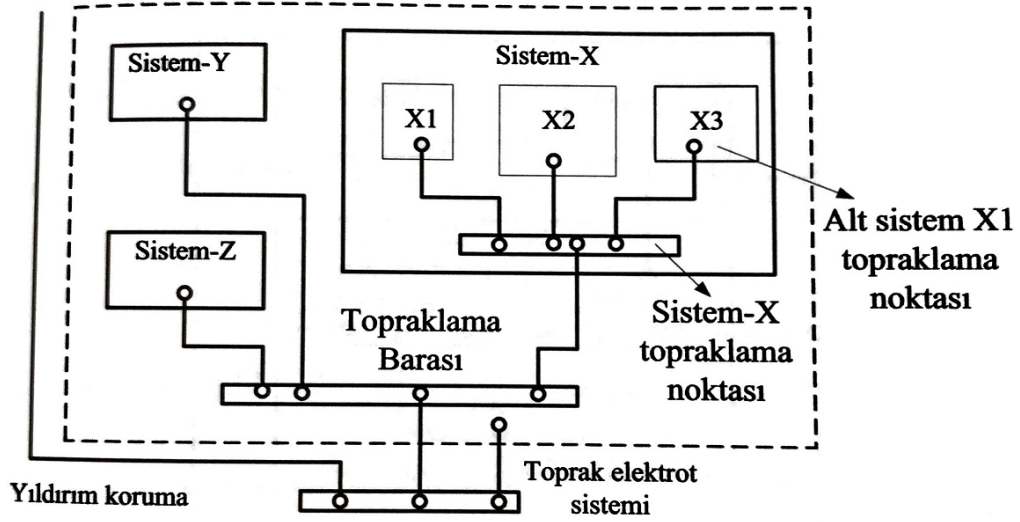 Sistem-Y
Sistem-X
X1
X2
X3
Alt sistem X1
topraklama
noktası
Sistem-Z
Topraklama
Barası
Sistem-X
topraklama
noktası
Toprak elektrot
sistemi
Yıldırım koruma